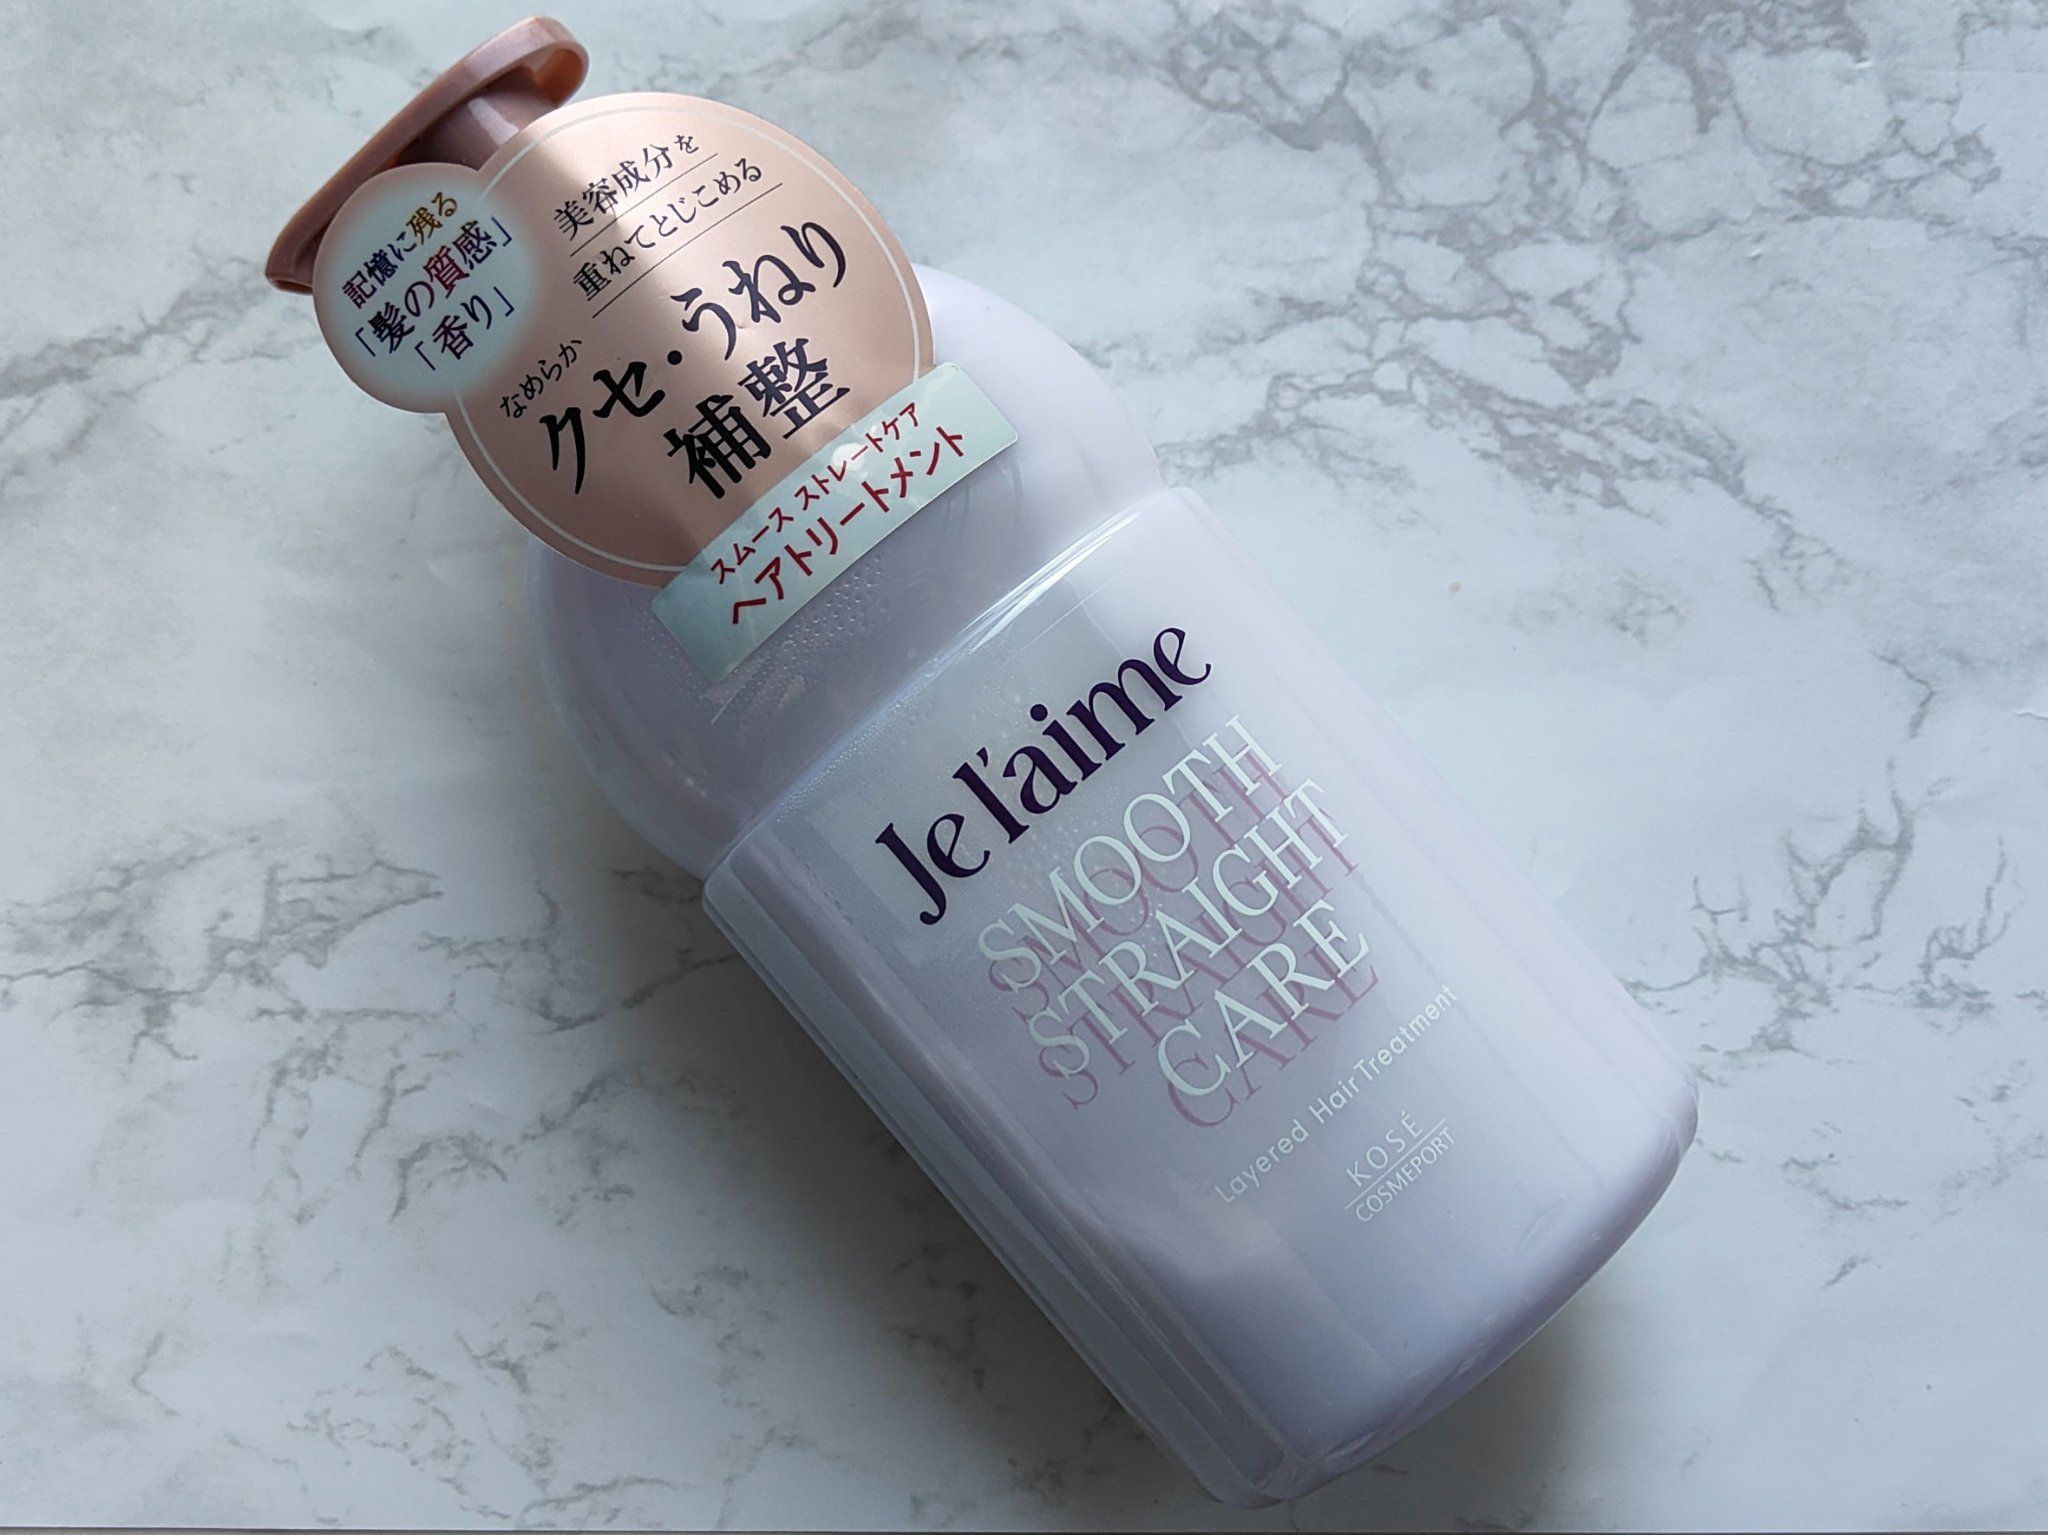 記憶に残る
「髪の質感」
「香り」
美容成分を
重ねてとじこめる
なめらか
クセ・うねり
補整
スムース ストレートケア
ヘアトリートメント
Je l'aime
SMOOTH
STRAIGHT
CARE
Layered Hair Treatment
KOSÉ
COSMEPORT